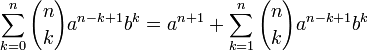 \sum_{k=0}^{n} \binom{n}{k} a^{n-k+1} b^k = a^{n+1} + \sum_{k=1}^{n} \binom{n}{k} a^{n-k+1} b^k